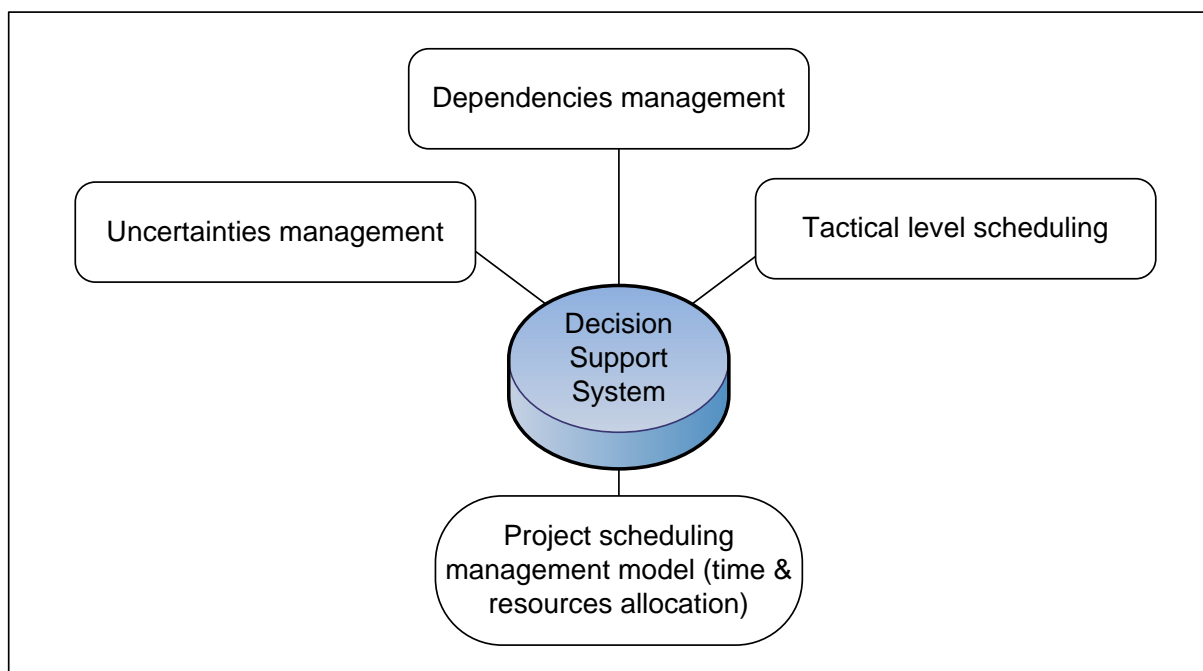 Dependencies management
Uncertainties management
Tactical level scheduling
Decision
Support
System
Project scheduling
management model (time &
resources allocation)